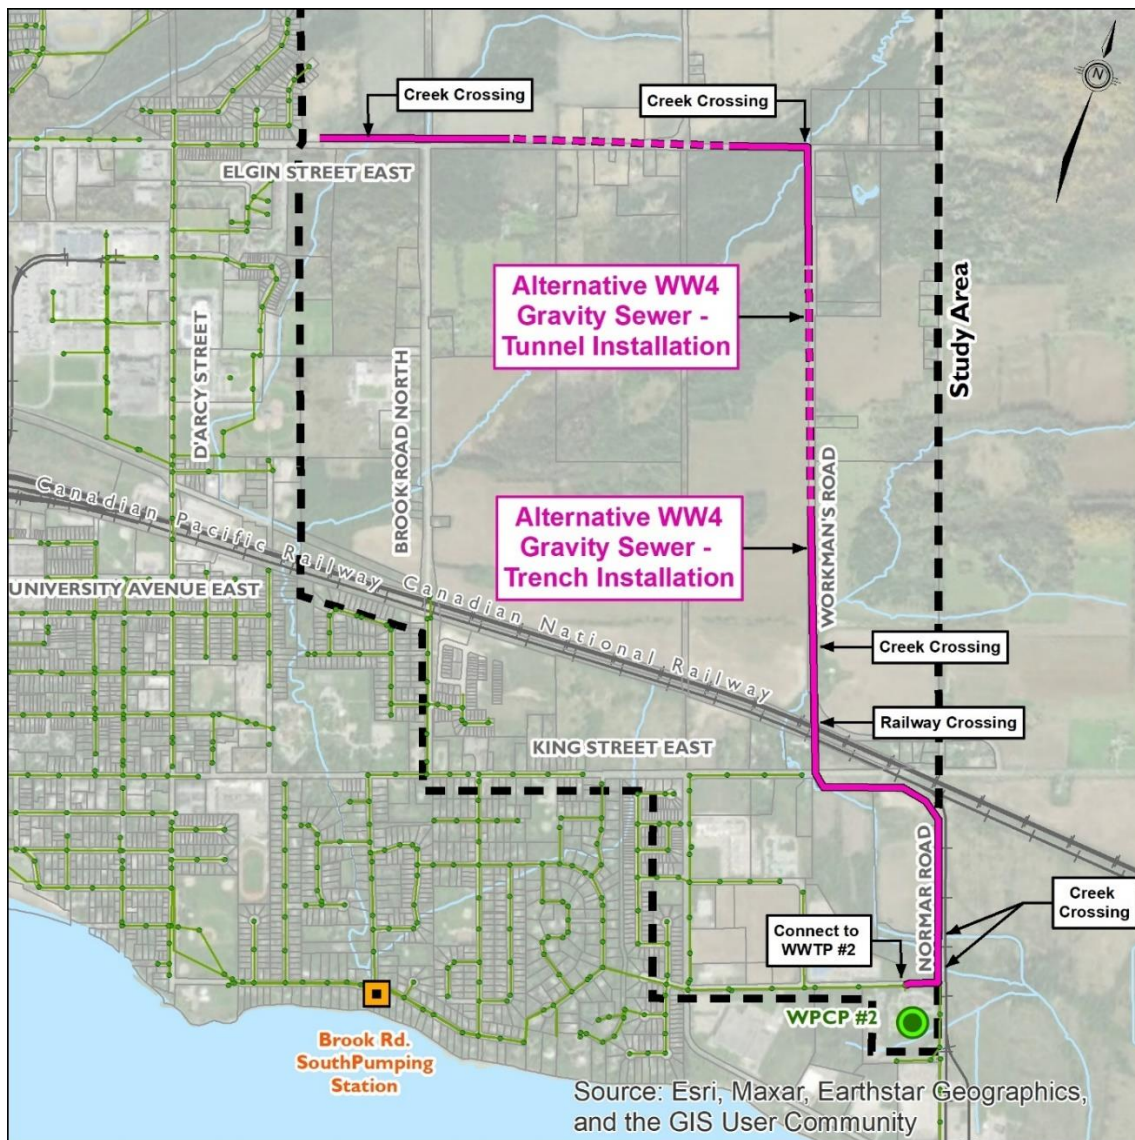 Creek Crossing
Creek Crossing
N
ELGIN STREET EAST
Alternative WW4
Gravity Sewer -
Tunnel Installation
Study Area
D'ARCY STREET
BROOK ROAD NORTH
Alternative WW4
Gravity Sewer -
Trench Installation
WORKMAN'S ROAD
Canadian Pacific Railway
Canadian National Railway
UNIVERSITY AVENUE EAST
Creek Crossing
Railway Crossing
KING STREET EAST
NORMAR ROAD
Creek
Crossing
Connect to
WWTP #2
WPCP #2
Brook Rd.
SouthPumping
Station
Source: Esri, Maxar, Earthstar Geographics,
and the GIS User Community